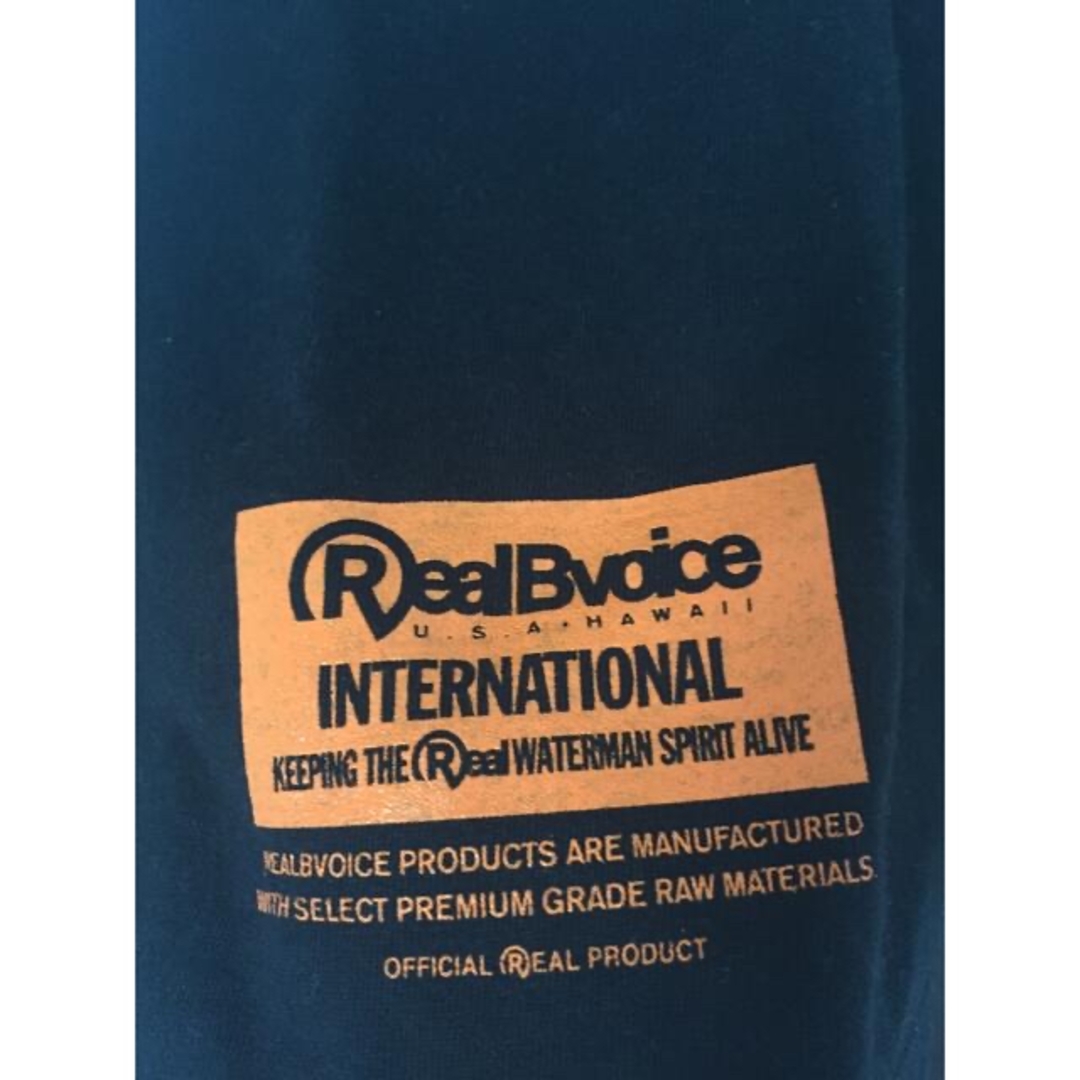 RealBvoice
U.S.A•HAWAII
INTERNATIONAL
KEEPING THE Real WATERMAN SPIRIT ALIVE
REALBVOICE PRODUCTS ARE MANUFACTURED
WITH SELECT PREMIUM GRADE RAW MATERIALS.
OFFICIAL REAL PRODUCT